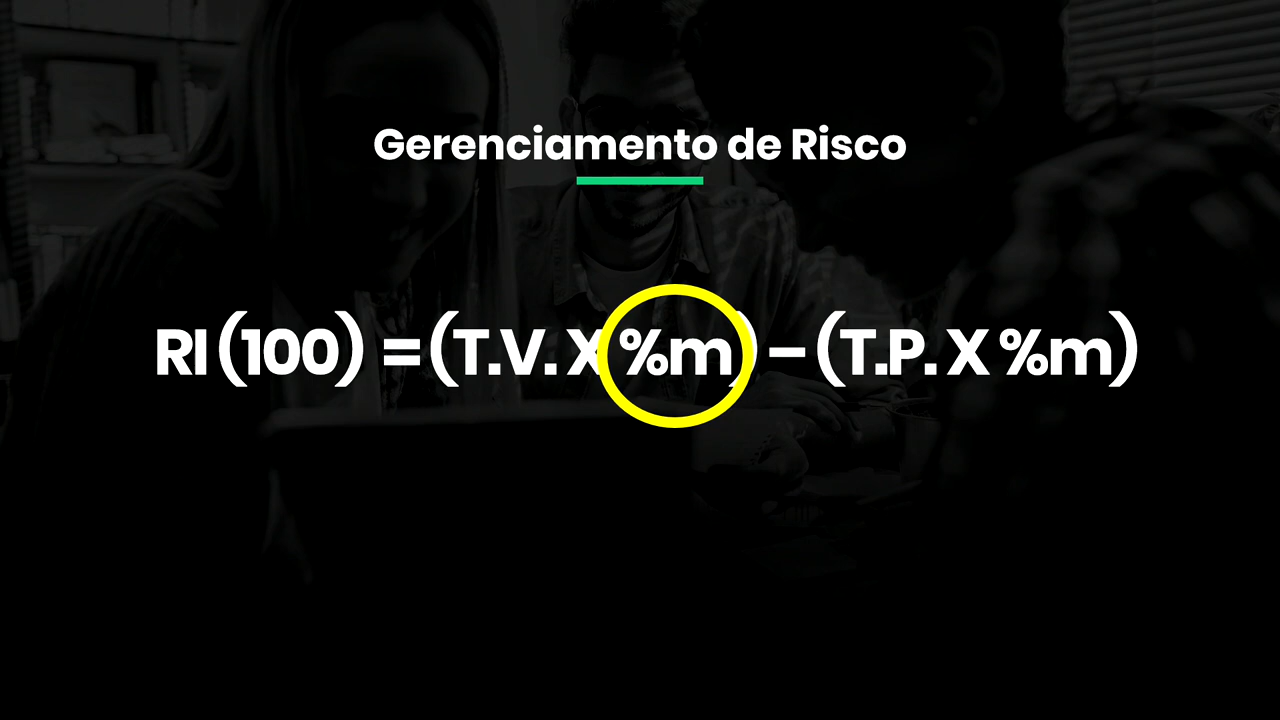 Gerenciamento de Risco
RI (100) = (T.V. X %m) – (T.P. X %m)